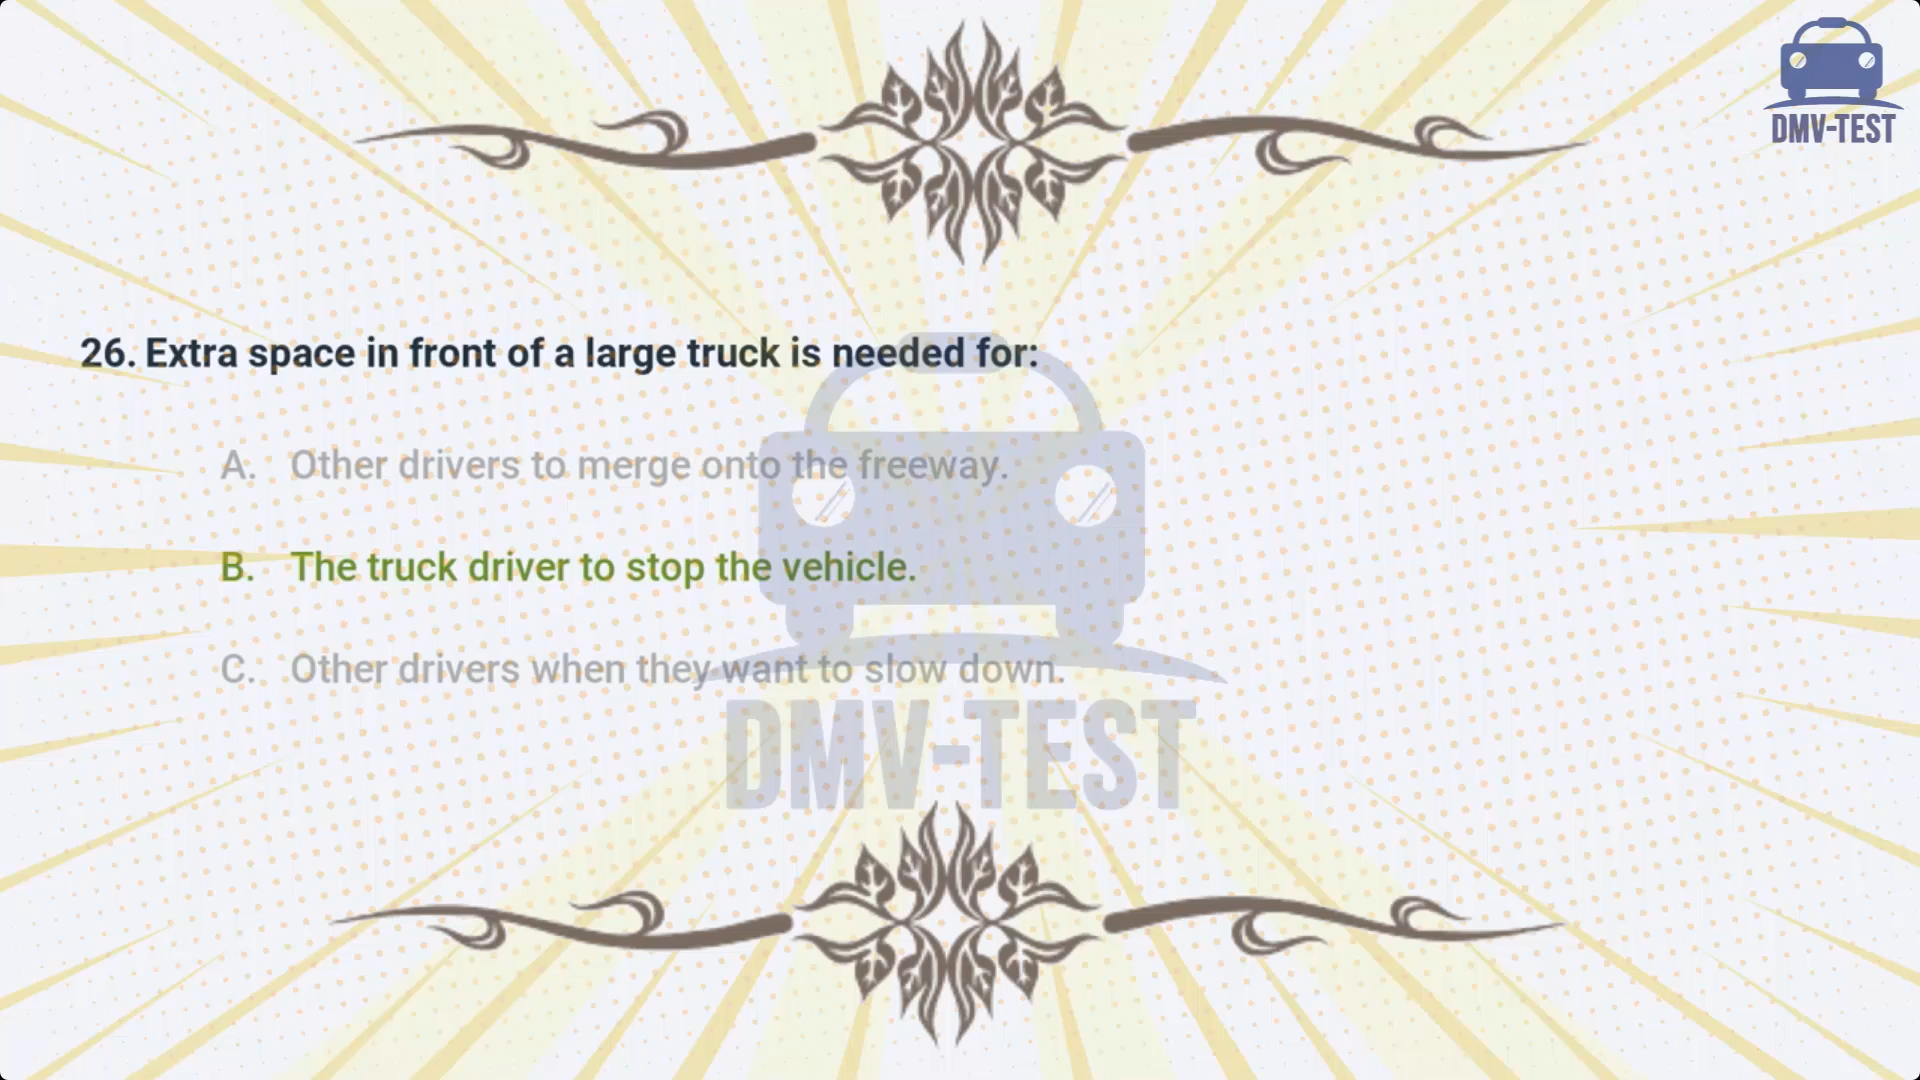 DMV-TEST
26. Extra space in front of a large truck is needed for:
A. Other drivers to merge onto the freeway.
B. The truck driver to stop the vehicle.
C. Other drivers when they want to slow down.
DMV-TEST